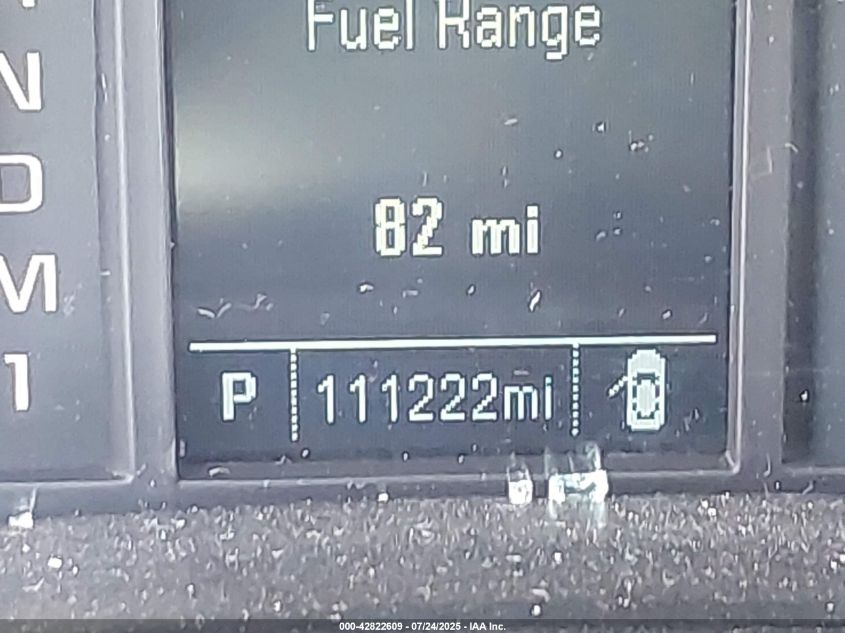 Fuel Range
N
D
82 mi
M
1
P 111222mi
000-42822609 - 07/24/2025 - IAA Inc.